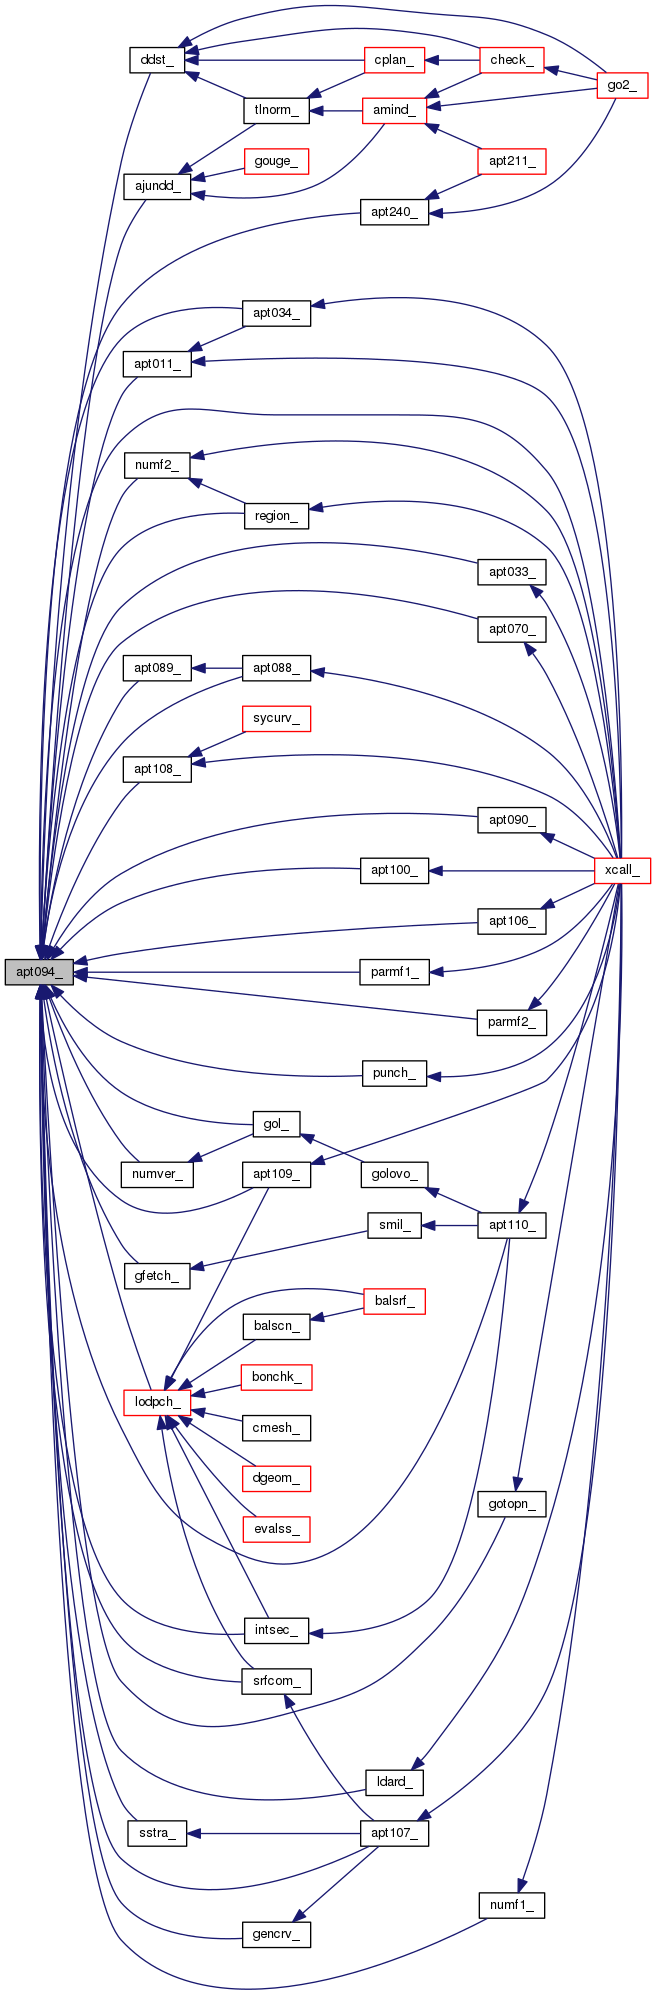 ddst_
cplan_
check_
go2_
tlnorm_
amind_
gouge_
apt211_
ajundd_
apt240_
apt034_
apt011_
numf2_
region_
apt033_
apt070_
apt089_
apt088_
sycurv_
apt108_
apt090_
apt100_
xcall_
apt106_
apt094_
parmf1_
parmf2_
punch_
gol_
numver_
apt109_
golovo_
smil_
apt110_
gfetch_
balsrf_
balscn_
bonchk_
lodpch_
cmesh_
dgeom_
gotopn_
evalss_
intsec_
srfcom_
ldard_
sstra_
apt107_
numf1_
gencrv_